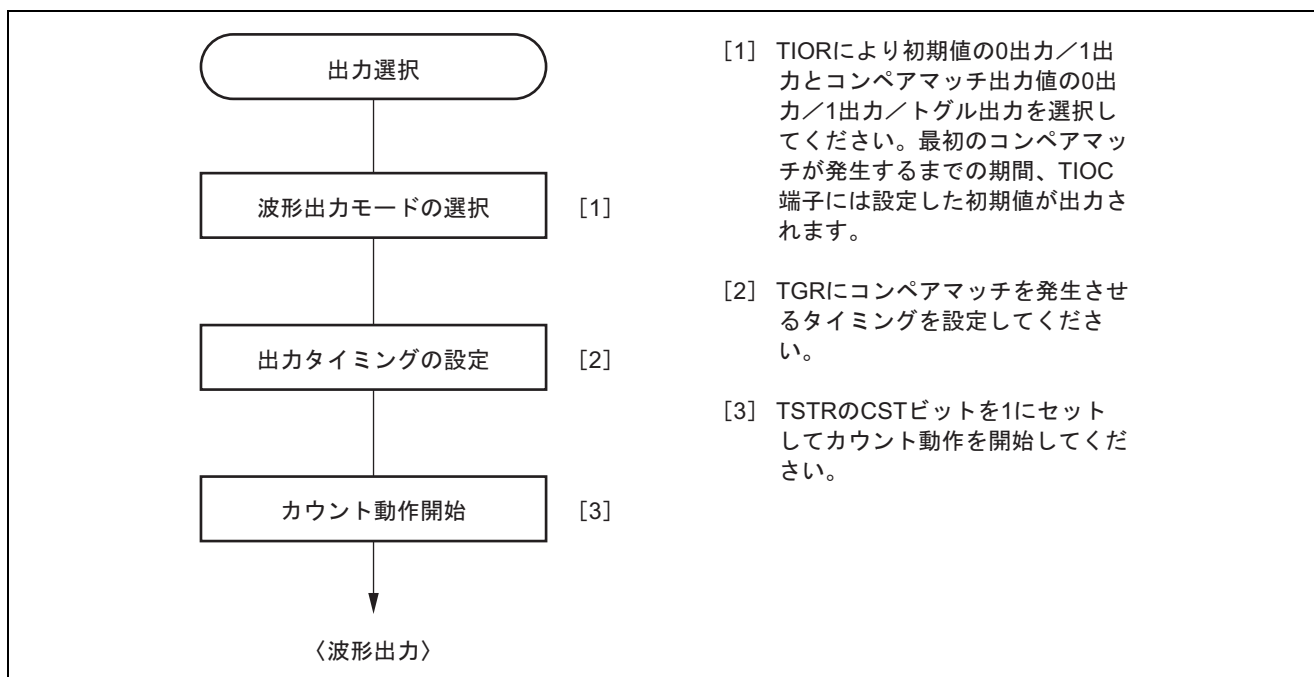 出力選択
波形出力モードの選択 [1]
出力タイミングの設定 [2]
カウント動作開始 [3]
〈波形出力〉
[1] TIORにより初期値の0出力／1出
力とコンペアマッチ出力値の0出
力／1出力／トグル出力を選択し
てください。最初のコンペアマッ
チが発生するまでの期間、TIOC
端子には設定した初期値が出力さ
れます。
[2] TGRにコンペアマッチを発生させ
るタイミングを設定してくださ
い。
[3] TSTRのCSTビットを1にセット
してカウント動作を開始してくだ
さい。